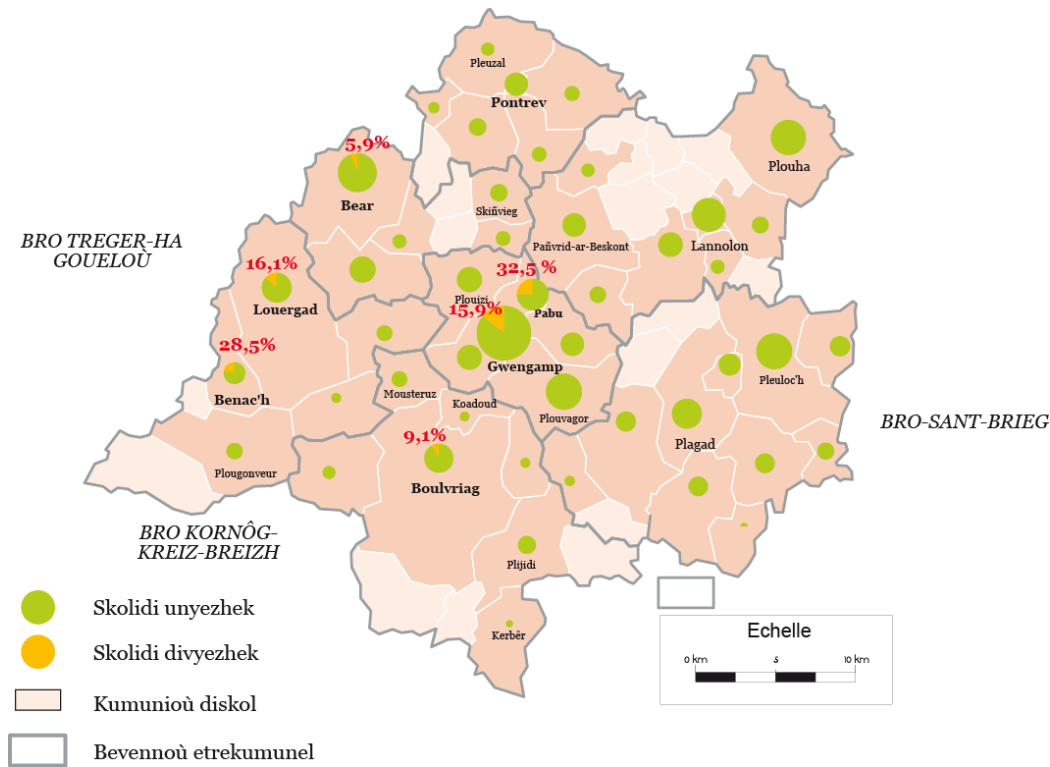 Pleuzal
Pontrev
5,9%
Plouha
Bear
Skiñvieg
BRO TREGER-HA
GOUELOÙ
Pañvrid-ar-Beskont
Lannolon
16,1%
32,5 %
Plouizi
Louergad
15,9%
Pabu
28,5%
Gwengamp
Pleuloc'h
Benac'h
Mousteruz
Koadoud
Plouvagor
BRO-SANT-BRIEG
9,1%
Plagad
Plougonveur
Boulvriag
BRO KORNÔG-
KREIZ-BREIZH
Plijidi
Skolidi unyezhek
Kerbêr
Echelle
Skolidi divyezhek
0 km 5 10 km
Kumunioù diskol
Bevennoù etrekumunel